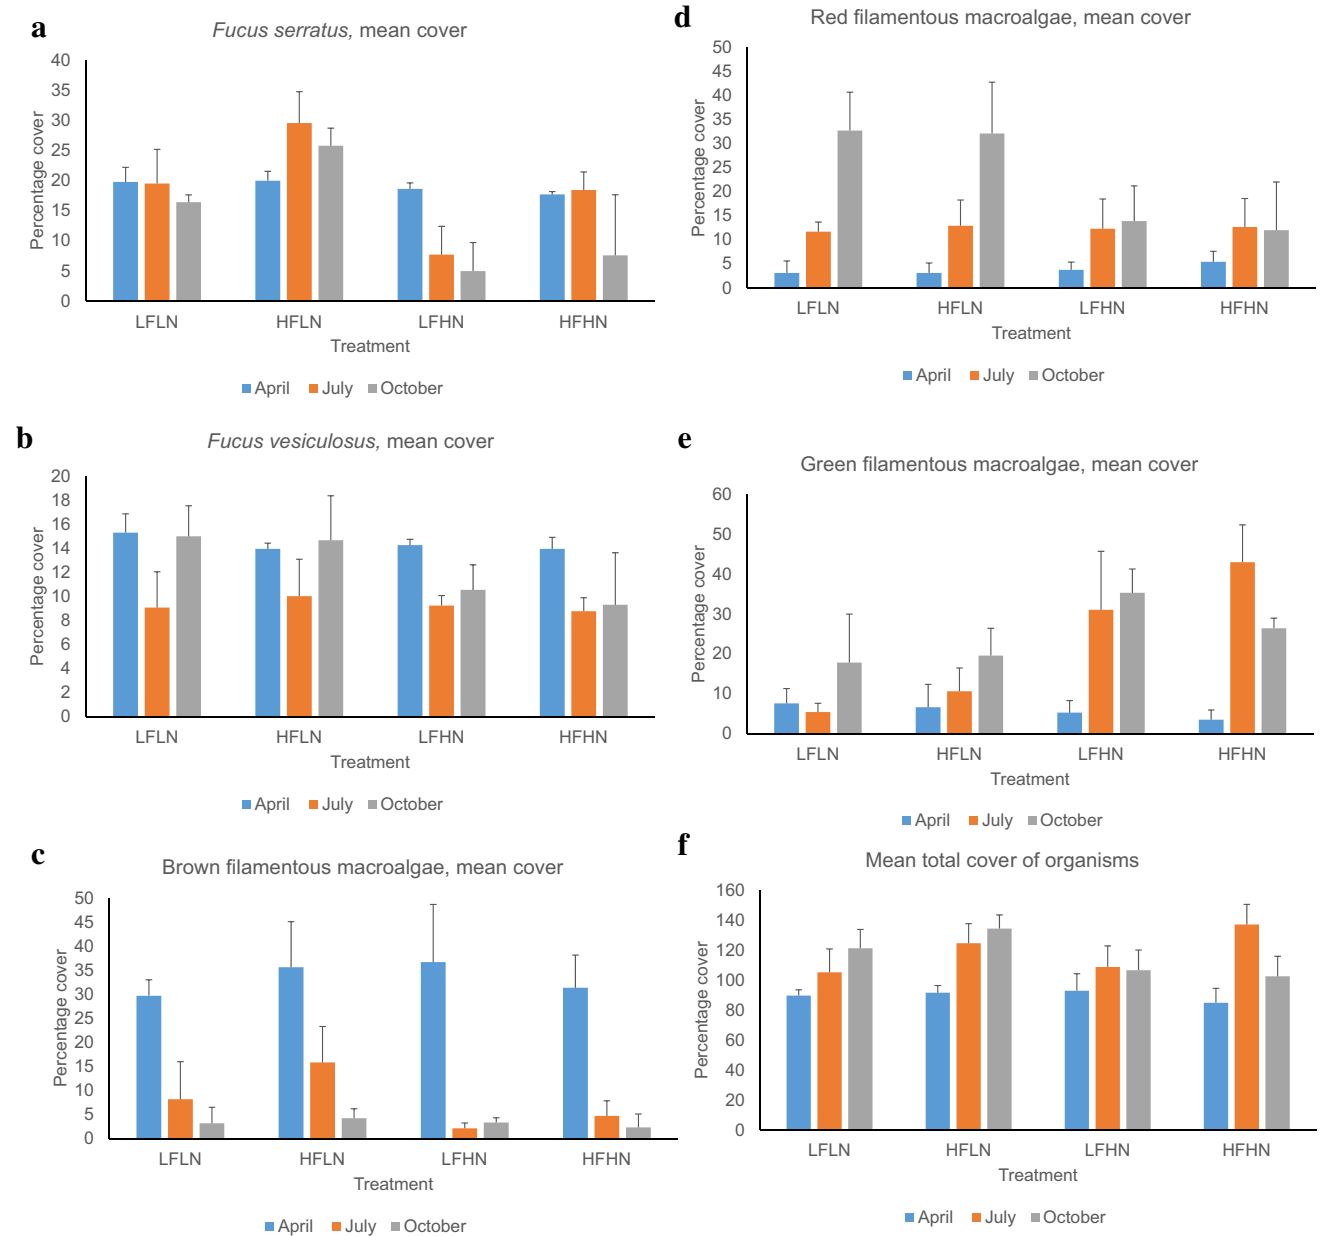 a
Fucus serratus, mean cover
40
35
30
25
20
15
10
5
0
Percentage cover
LFLN HFLN LFHN HFHN
Treatment
April July October
b
Fucus vesiculosus, mean cover
20
18
16
14
12
10
8
6
4
2
0
Percentage cover
LFLN HFLN LFHN HFHN
Treatment
April July October
c
Brown filamentous macroalgae, mean cover
50
45
40
35
30
25
20
15
10
5
0
Percentage cover
LFLN HFLN LFHN HFHN
Treatment
April July October
d
Red filamentous macroalgae, mean cover
50
45
40
35
30
25
20
15
10
5
0
Percentage cover
LFLN HFLN LFHN HFHN
Treatment
April July October
e
Green filamentous macroalgae, mean cover
60
50
40
30
20
10
0
Percentage cover
LFLN HFLN LFHN HFHN
Treatment
April July October
f
Mean total cover of organisms
160
140
120
100
80
60
40
20
0
Percentage cover
LFLN HFLN LFHN HFHN
Treatment
April July October